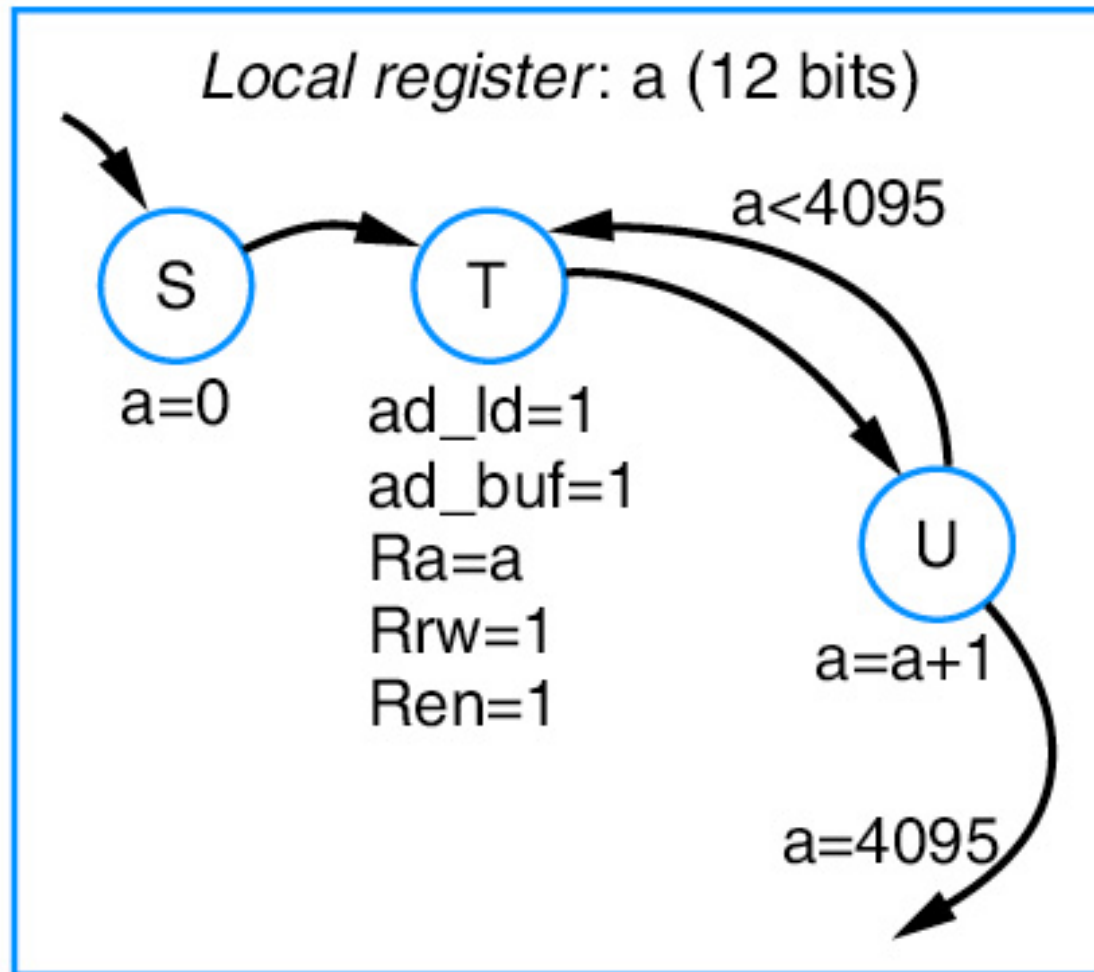 Local register: a (12 bits)
a<4095
S
T
a=0
ad_ld=1
ad_buf=1
Ra=a
Rrw=1
Ren=1
U
a=a+1
a=4095